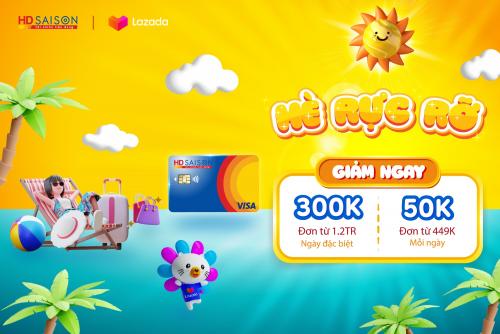 HD SAISON
Lazada
HÈ RỰC RỠ
GIẢM NGAY
300K
Đơn từ 1.2TR
Ngày đặc biệt
50K
Đơn từ 449K
Mỗi ngày
HD SAISON
VISA